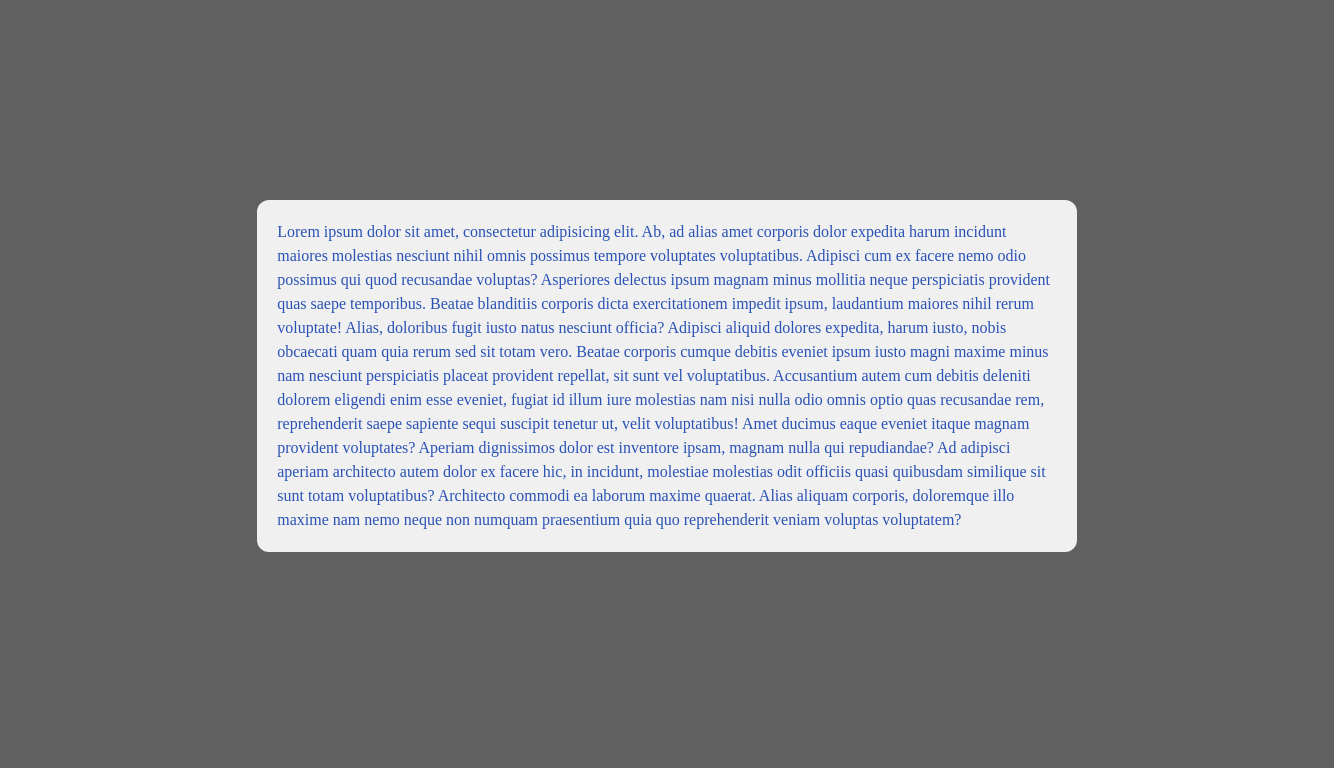 Lorem ipsum dolor sit amet, consectetur adipisicing elit. Ab, ad alias amet corporis dolor expedita harum incidunt
maiores molestias nesciunt nihil omnis possimus tempore voluptates voluptatibus. Adipisci cum ex facere nemo odio
possimus qui quod recusandae voluptas? Asperiores delectus ipsum magnam minus mollitia neque perspiciatis provident
quas saepe temporibus. Beatae blanditiis corporis dicta exercitationem impedit ipsum, laudantium maiores nihil rerum
voluptate! Alias, doloribus fugit iusto natus nesciunt officia? Adipisci aliquid dolores expedita, harum iusto, nobis
obcaecati quam quia rerum sed sit totam vero. Beatae corporis cumque debitis eveniet ipsum iusto magni maxime minus
nam nesciunt perspiciatis placeat provident repellat, sit sunt vel voluptatibus. Accusantium autem cum debitis deleniti
dolorem eligendi enim esse eveniet, fugiat id illum iure molestias nam nisi nulla odio omnis optio quas recusandae rem,
reprehenderit saepe sapiente sequi suscipit tenetur ut, velit voluptatibus! Amet ducimus eaque eveniet itaque magnam
provident voluptates? Aperiam dignissimos dolor est inventore ipsam, magnam nulla qui repudiandae? Ad adipisci
aperiam architecto autem dolor ex facere hic, in incidunt, molestiae molestias odit officiis quasi quibusdam similique sit
sunt totam voluptatibus? Architecto commodi ea laborum maxime quaerat. Alias aliquam corporis, doloremque illo
maxime nam nemo neque non numquam praesentium quia quo reprehenderit veniam voluptas voluptatem?